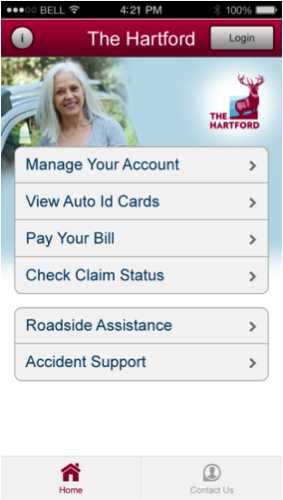 BELL 4:21 PM 100%
i The Hartford Login
THE
HARTFORD
Manage Your Account
View Auto Id Cards
Pay Your Bill
Check Claim Status
Roadside Assistance
Accident Support
Home Contact Us